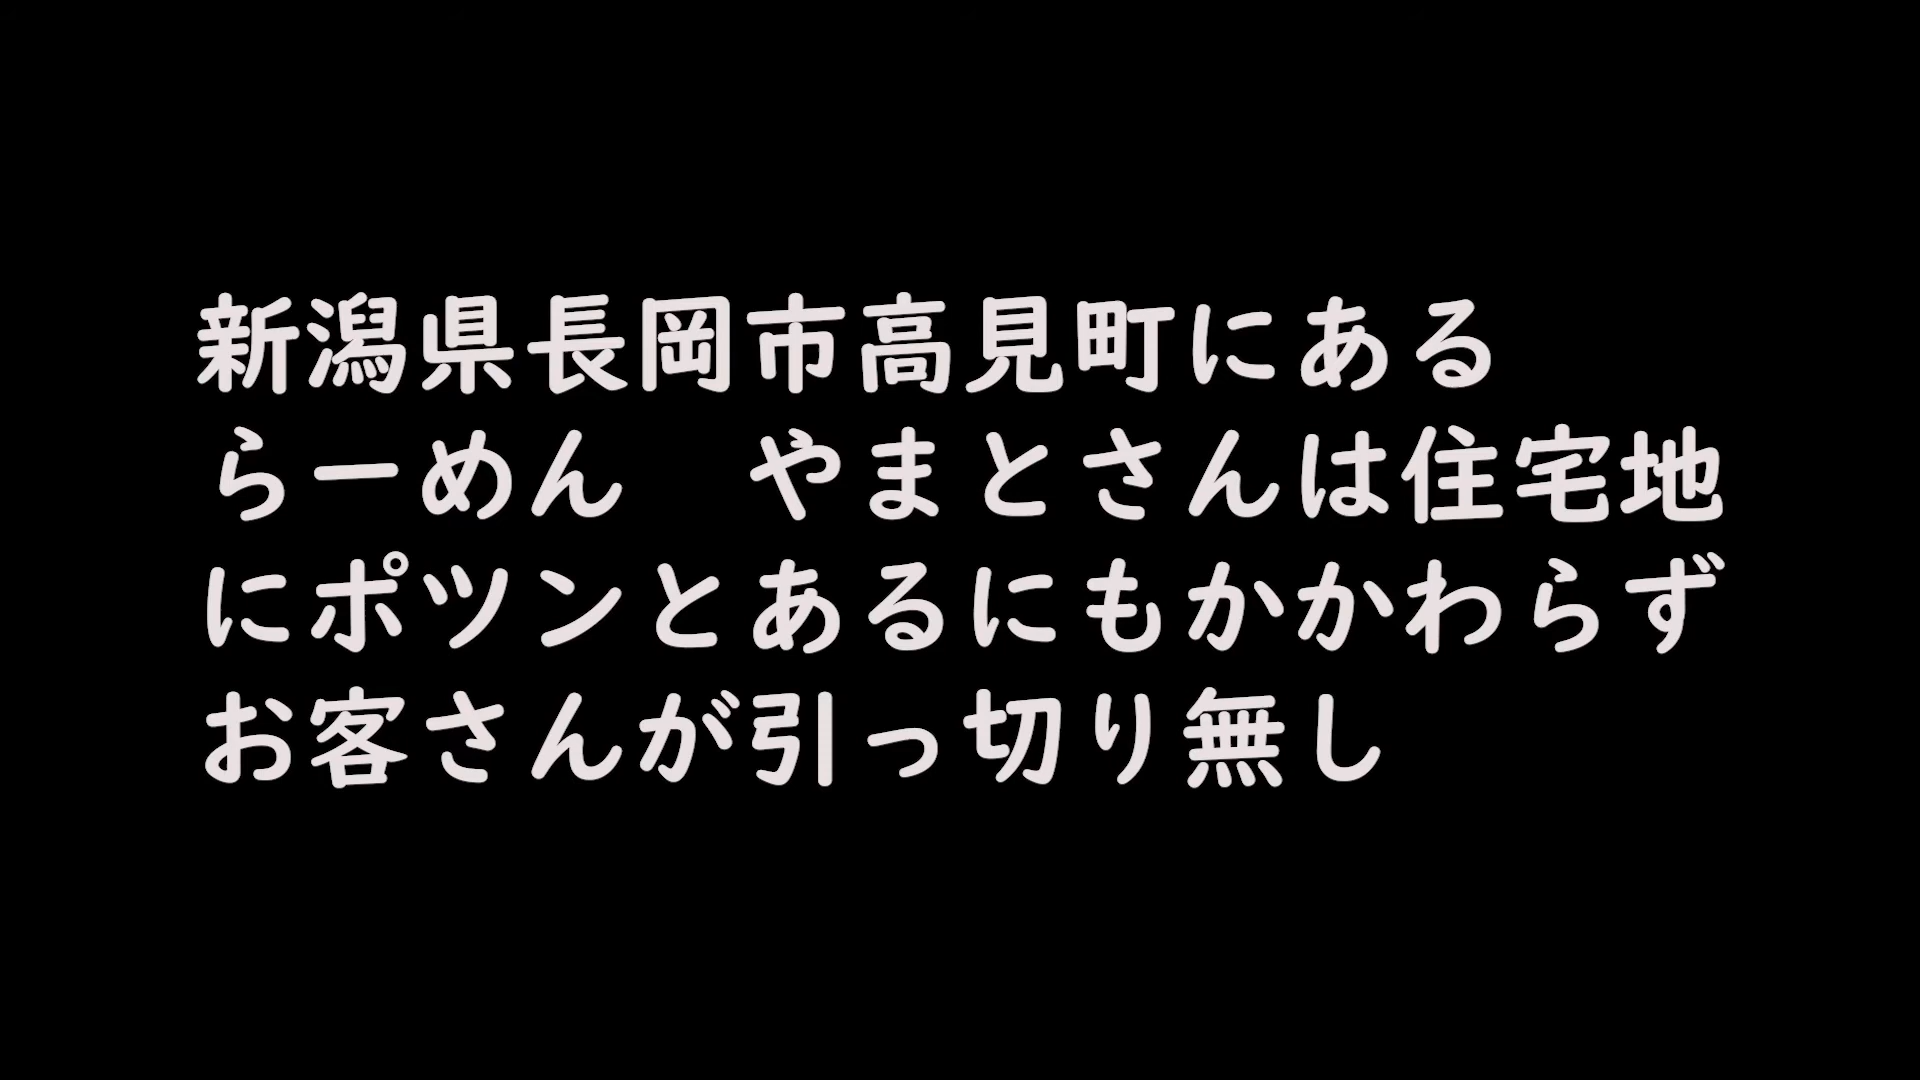 新潟県長岡市高見町にある
らーめん　やまとさんは住宅地
にポツンとあるにもかかわらず
お客さんが引っ切り無し